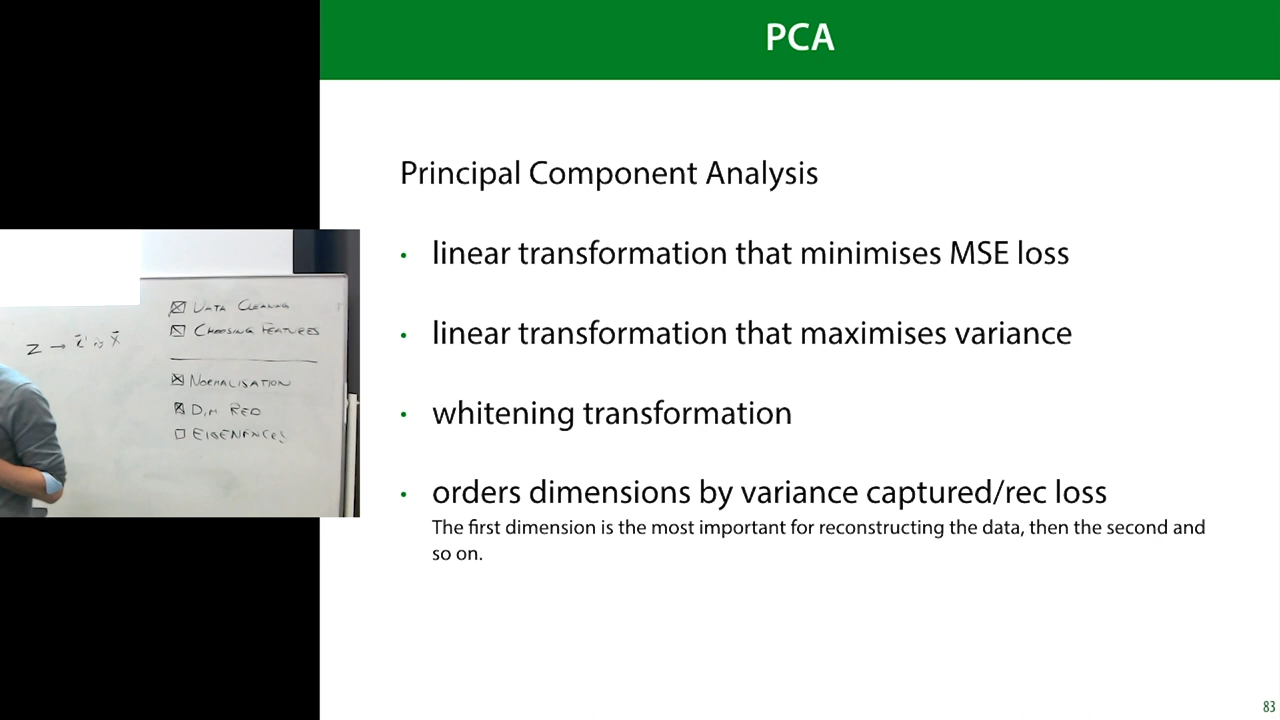 PCA
Principal Component Analysis
• linear transformation that minimises MSE loss
• linear transformation that maximises variance
• whitening transformation
• orders dimensions by variance captured/rec loss
The first dimension is the most important for reconstructing the data, then the second and
so on.
83
DATA CLEANING
CHOOSING FEATURES
NORMALISATION
DIM RED
EIGENFACES